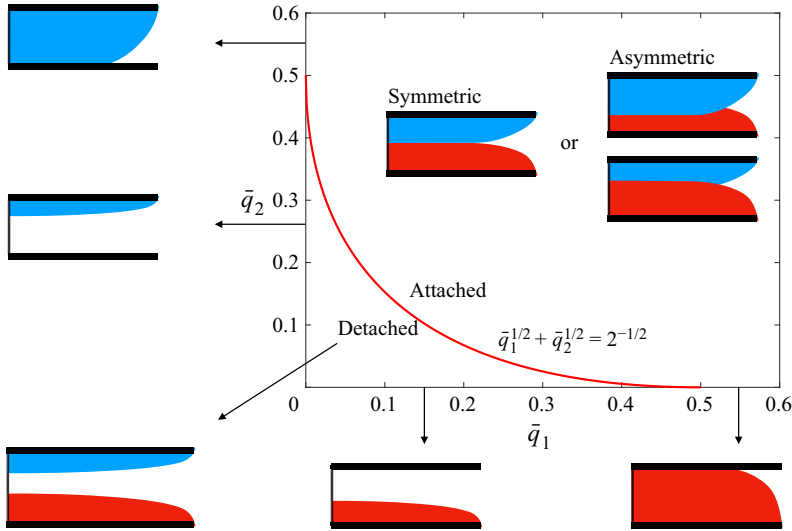 0.6
0.5
0.4
0.3
0.2
0.1
q̄₂
Symmetric
or
Asymmetric
Attached
Detached
q̄₁^{1/2} + q̄₂^{1/2} = 2^{−1/2}
0 0.1 0.2 0.3 0.4 0.5 0.6
q̄₁